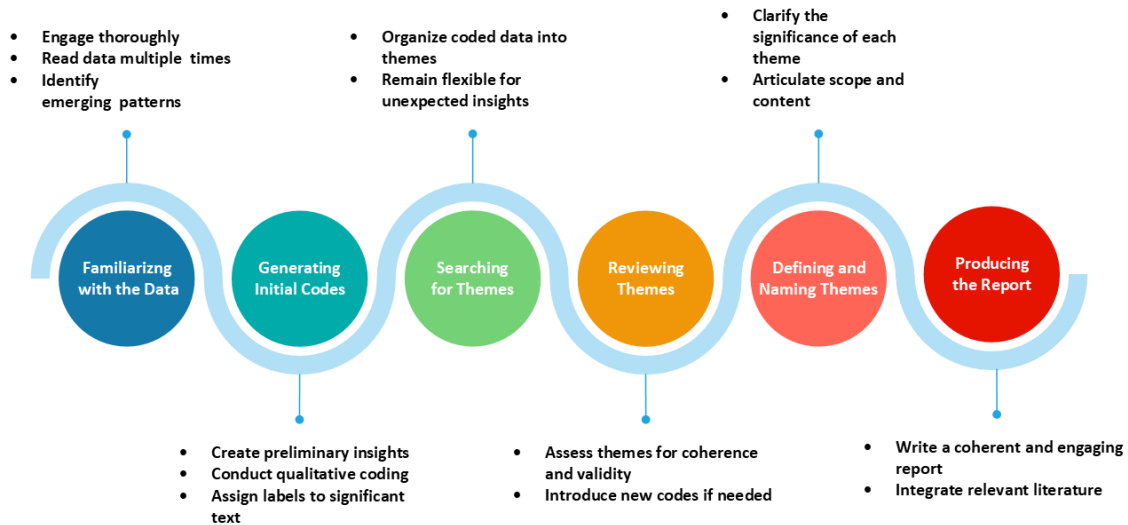 • Engage thoroughly
• Read data multiple times
• Identify
emerging patterns
• Organize coded data into
themes
• Remain flexible for
unexpected insights
• Clarify the
significance of each
theme
• Articulate scope and
content
Familiarizng
with the Data
Generating
Initial Codes
Searching
for Themes
Reviewing
Themes
Defining and
Naming Themes
Producing
the Report
• Create preliminary insights
• Conduct qualitative coding
• Assign labels to significant
text
• Assess themes for coherence
and validity
• Introduce new codes if needed
• Write a coherent and engaging
report
• Integrate relevant literature